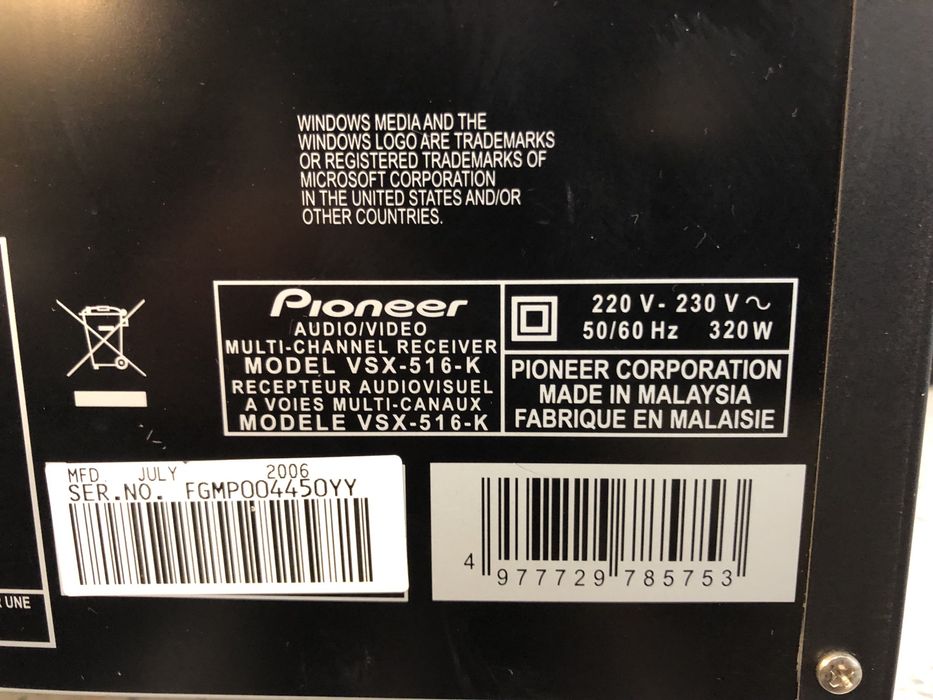 WINDOWS MEDIA AND THE
WINDOWS LOGO ARE TRADEMARKS
OR REGISTERED TRADEMARKS OF
MICROSOFT CORPORATION
IN THE UNITED STATES AND/OR
OTHER COUNTRIES.
Pioneer
AUDIO/VIDEO
MULTI-CHANNEL RECEIVER
MODEL VSX-516-K
RECEPTEUR AUDIOVISUEL
A VOIES MULTI-CANAUX
MODELE VSX-516-K
220 V - 230 V ~
50/60 Hz 320W
PIONEER CORPORATION
MADE IN MALAYSIA
FABRIQUE EN MALAISIE
MFD JULY 2006
SER.NO. FGMP004450YY
4 977729 785753
UNE